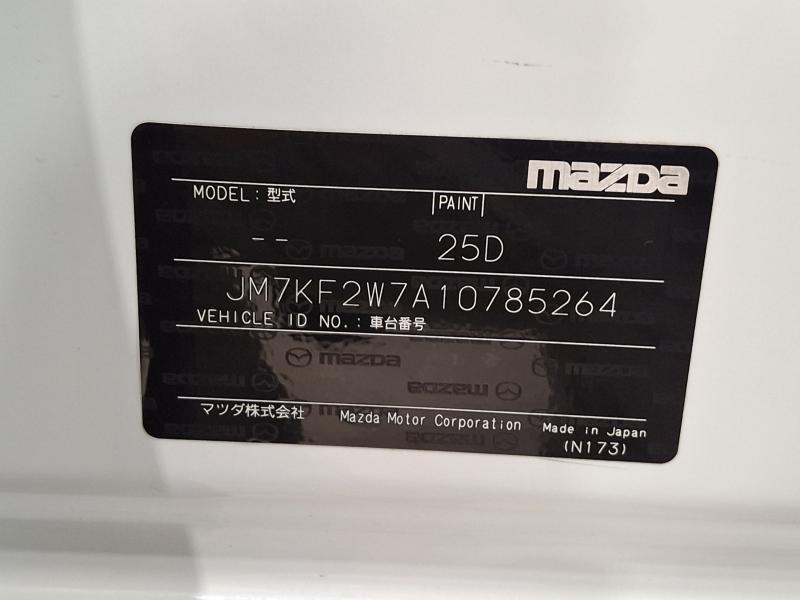 mazda
MODEL : 型式 |PAINT|
-- 25D
JM7KF2W7A10785264
VEHICLE ID NO. : 車台番号
マツダ株式会社 Mazda Motor Corporation Made in Japan
(N173)